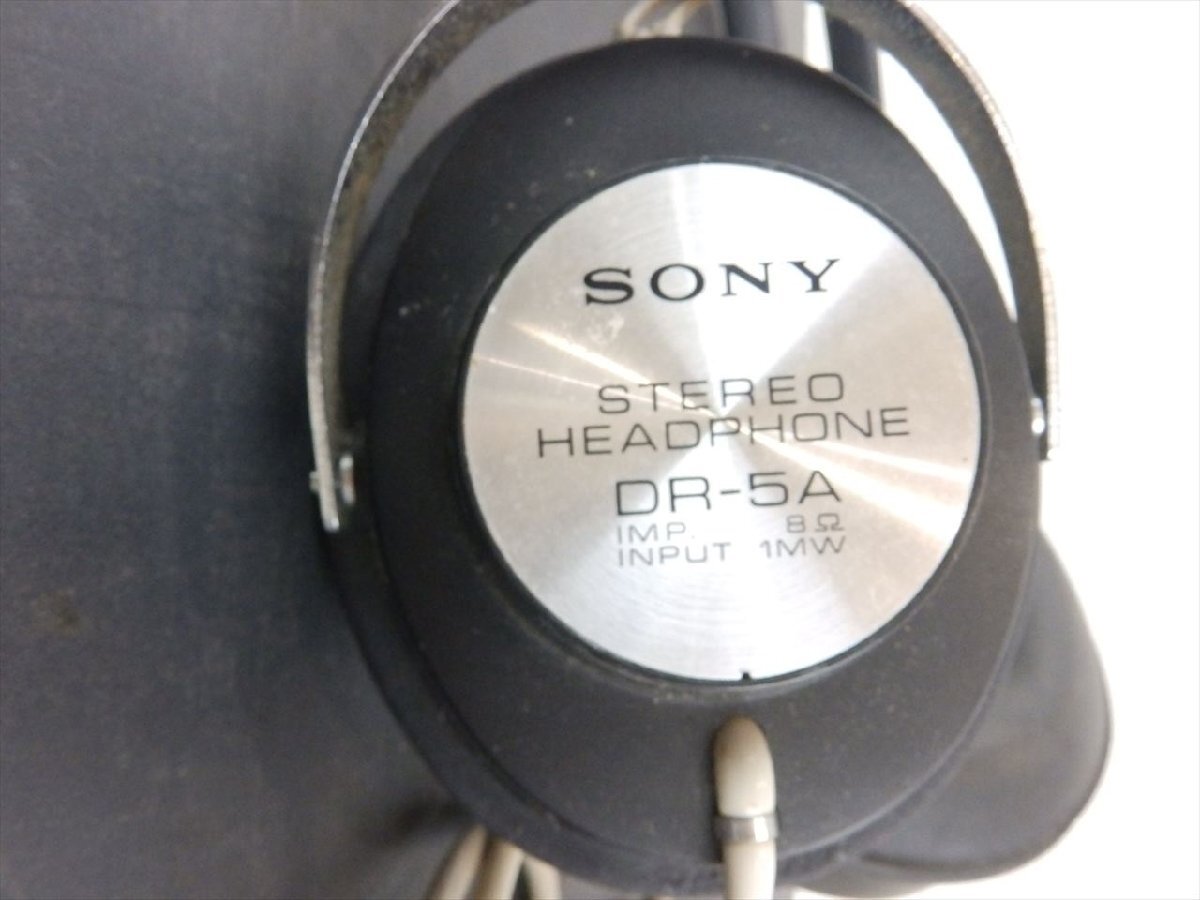 SONY
STEREO
HEADPHONE
DR-5A
IMP. 8Ω
INPUT 1MW